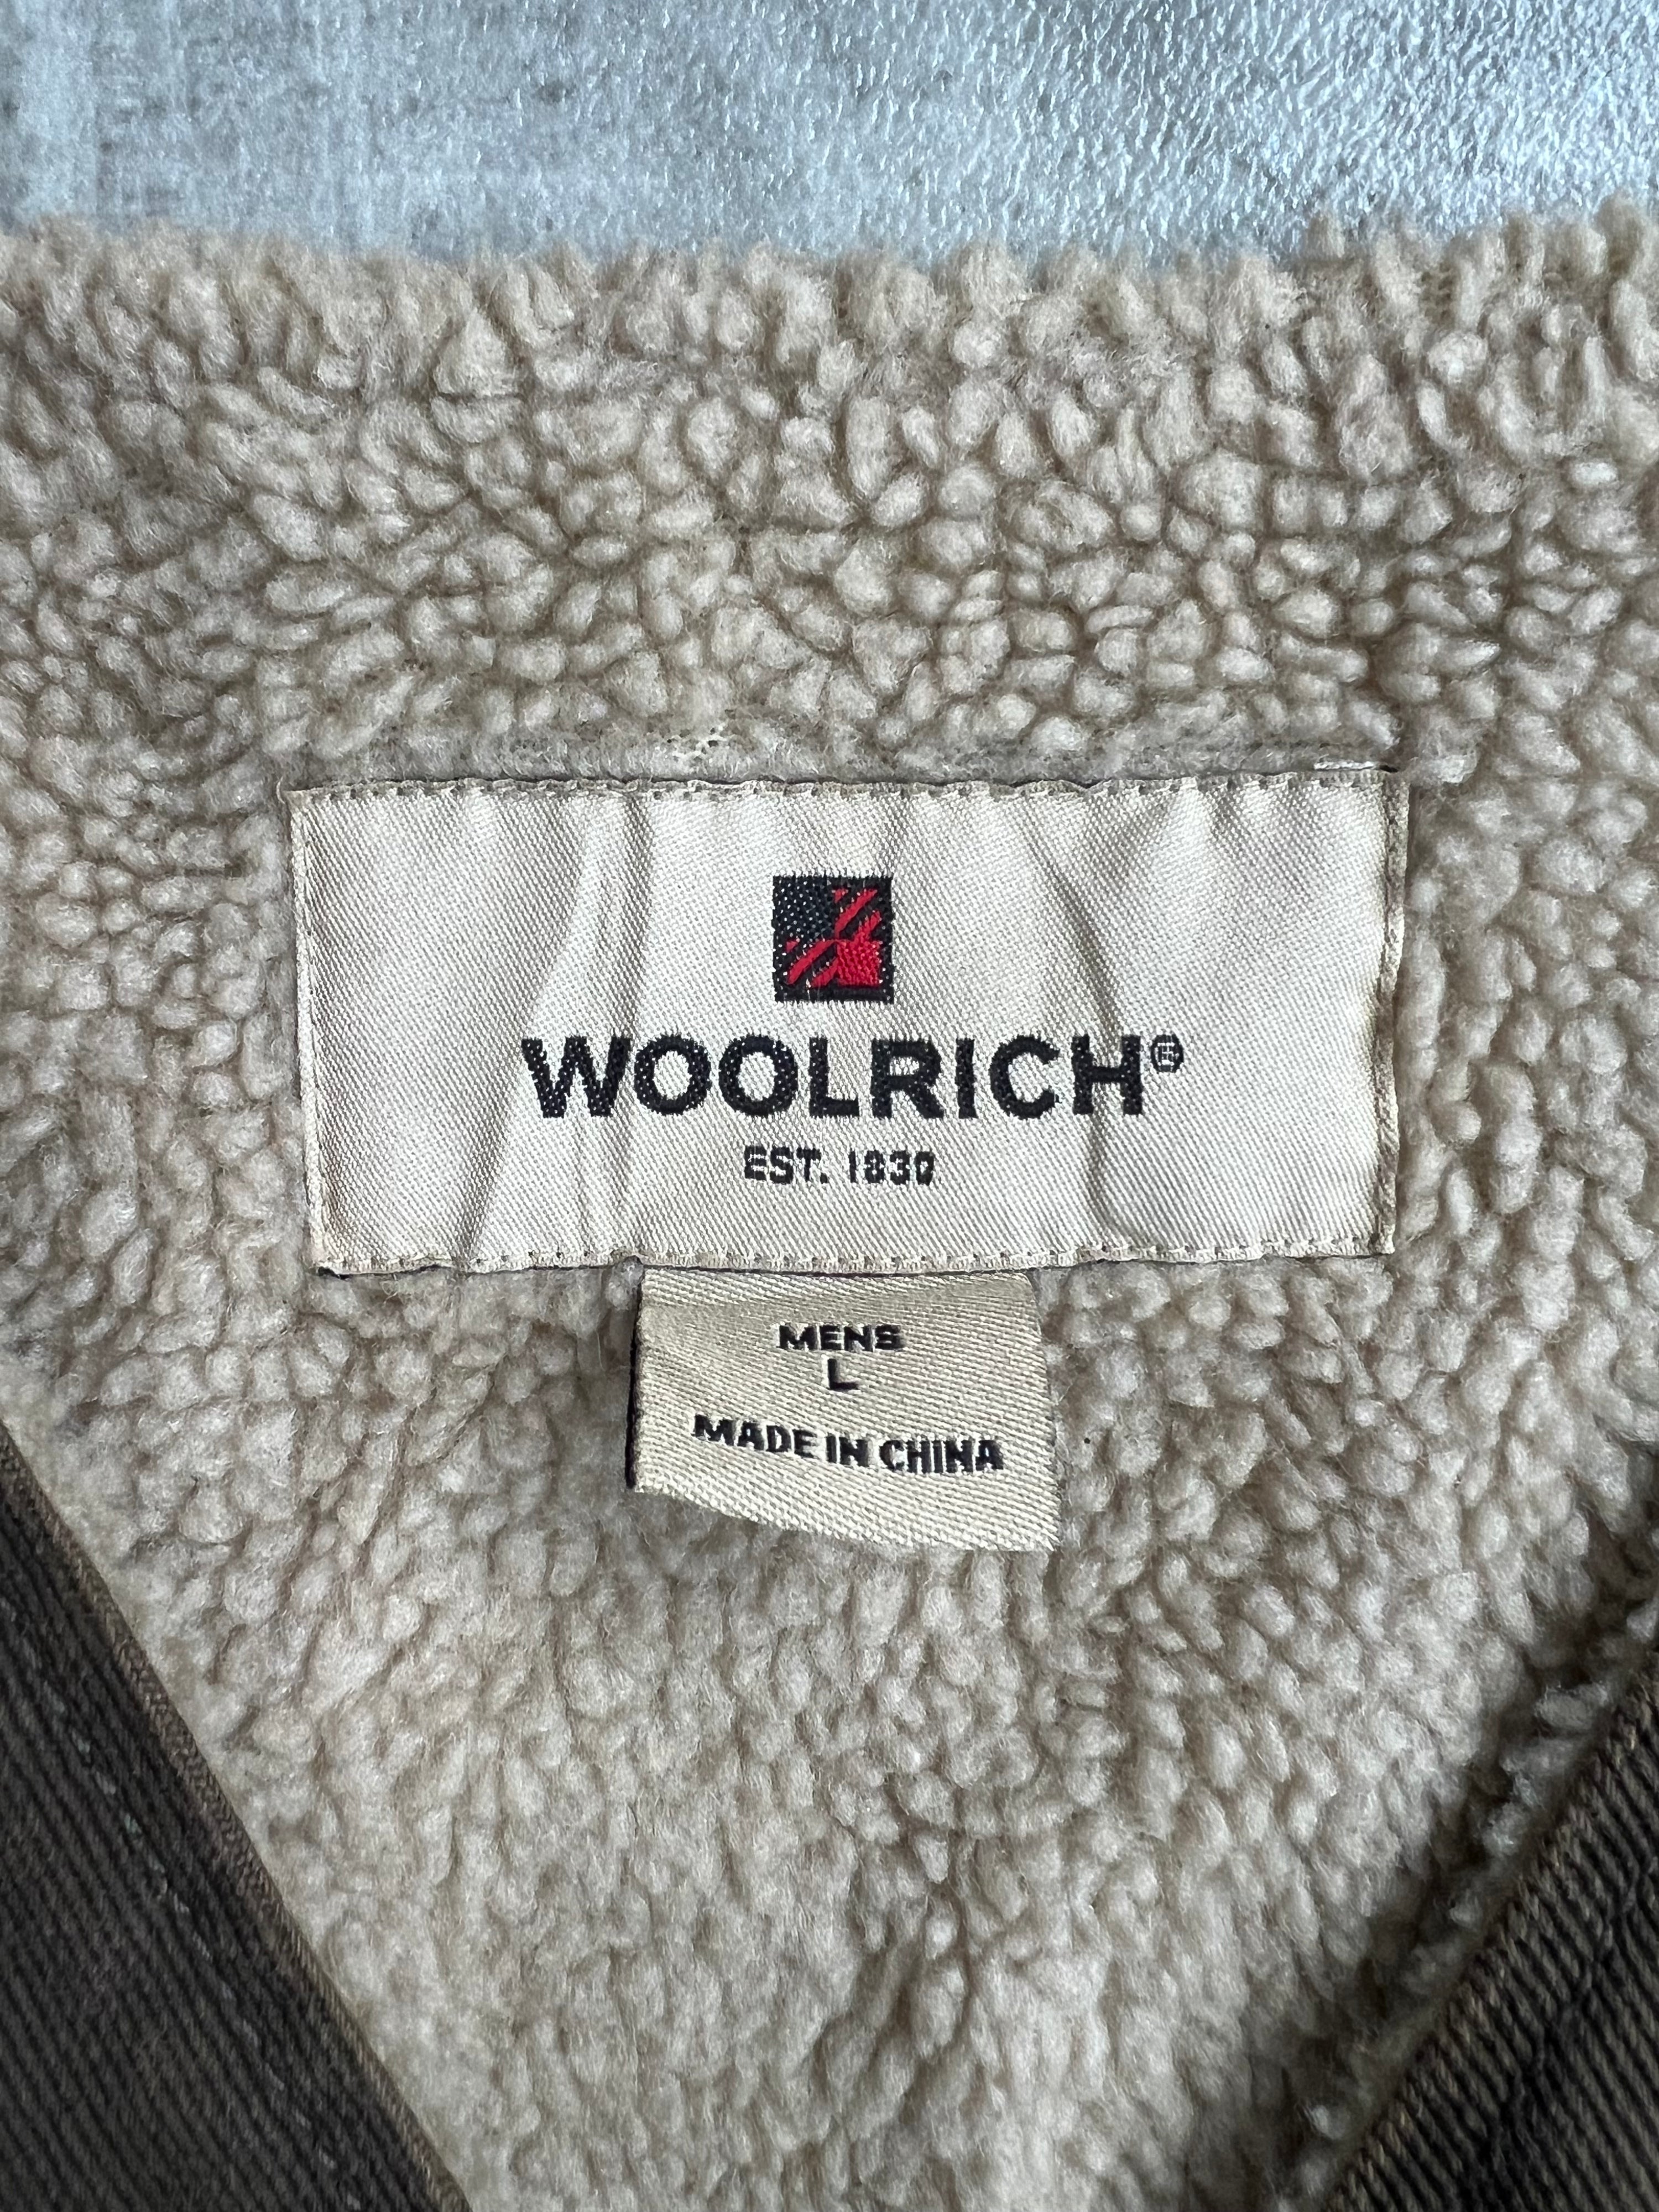 WOOLRICH®
EST. 1830
MENS
L
MADE IN CHINA